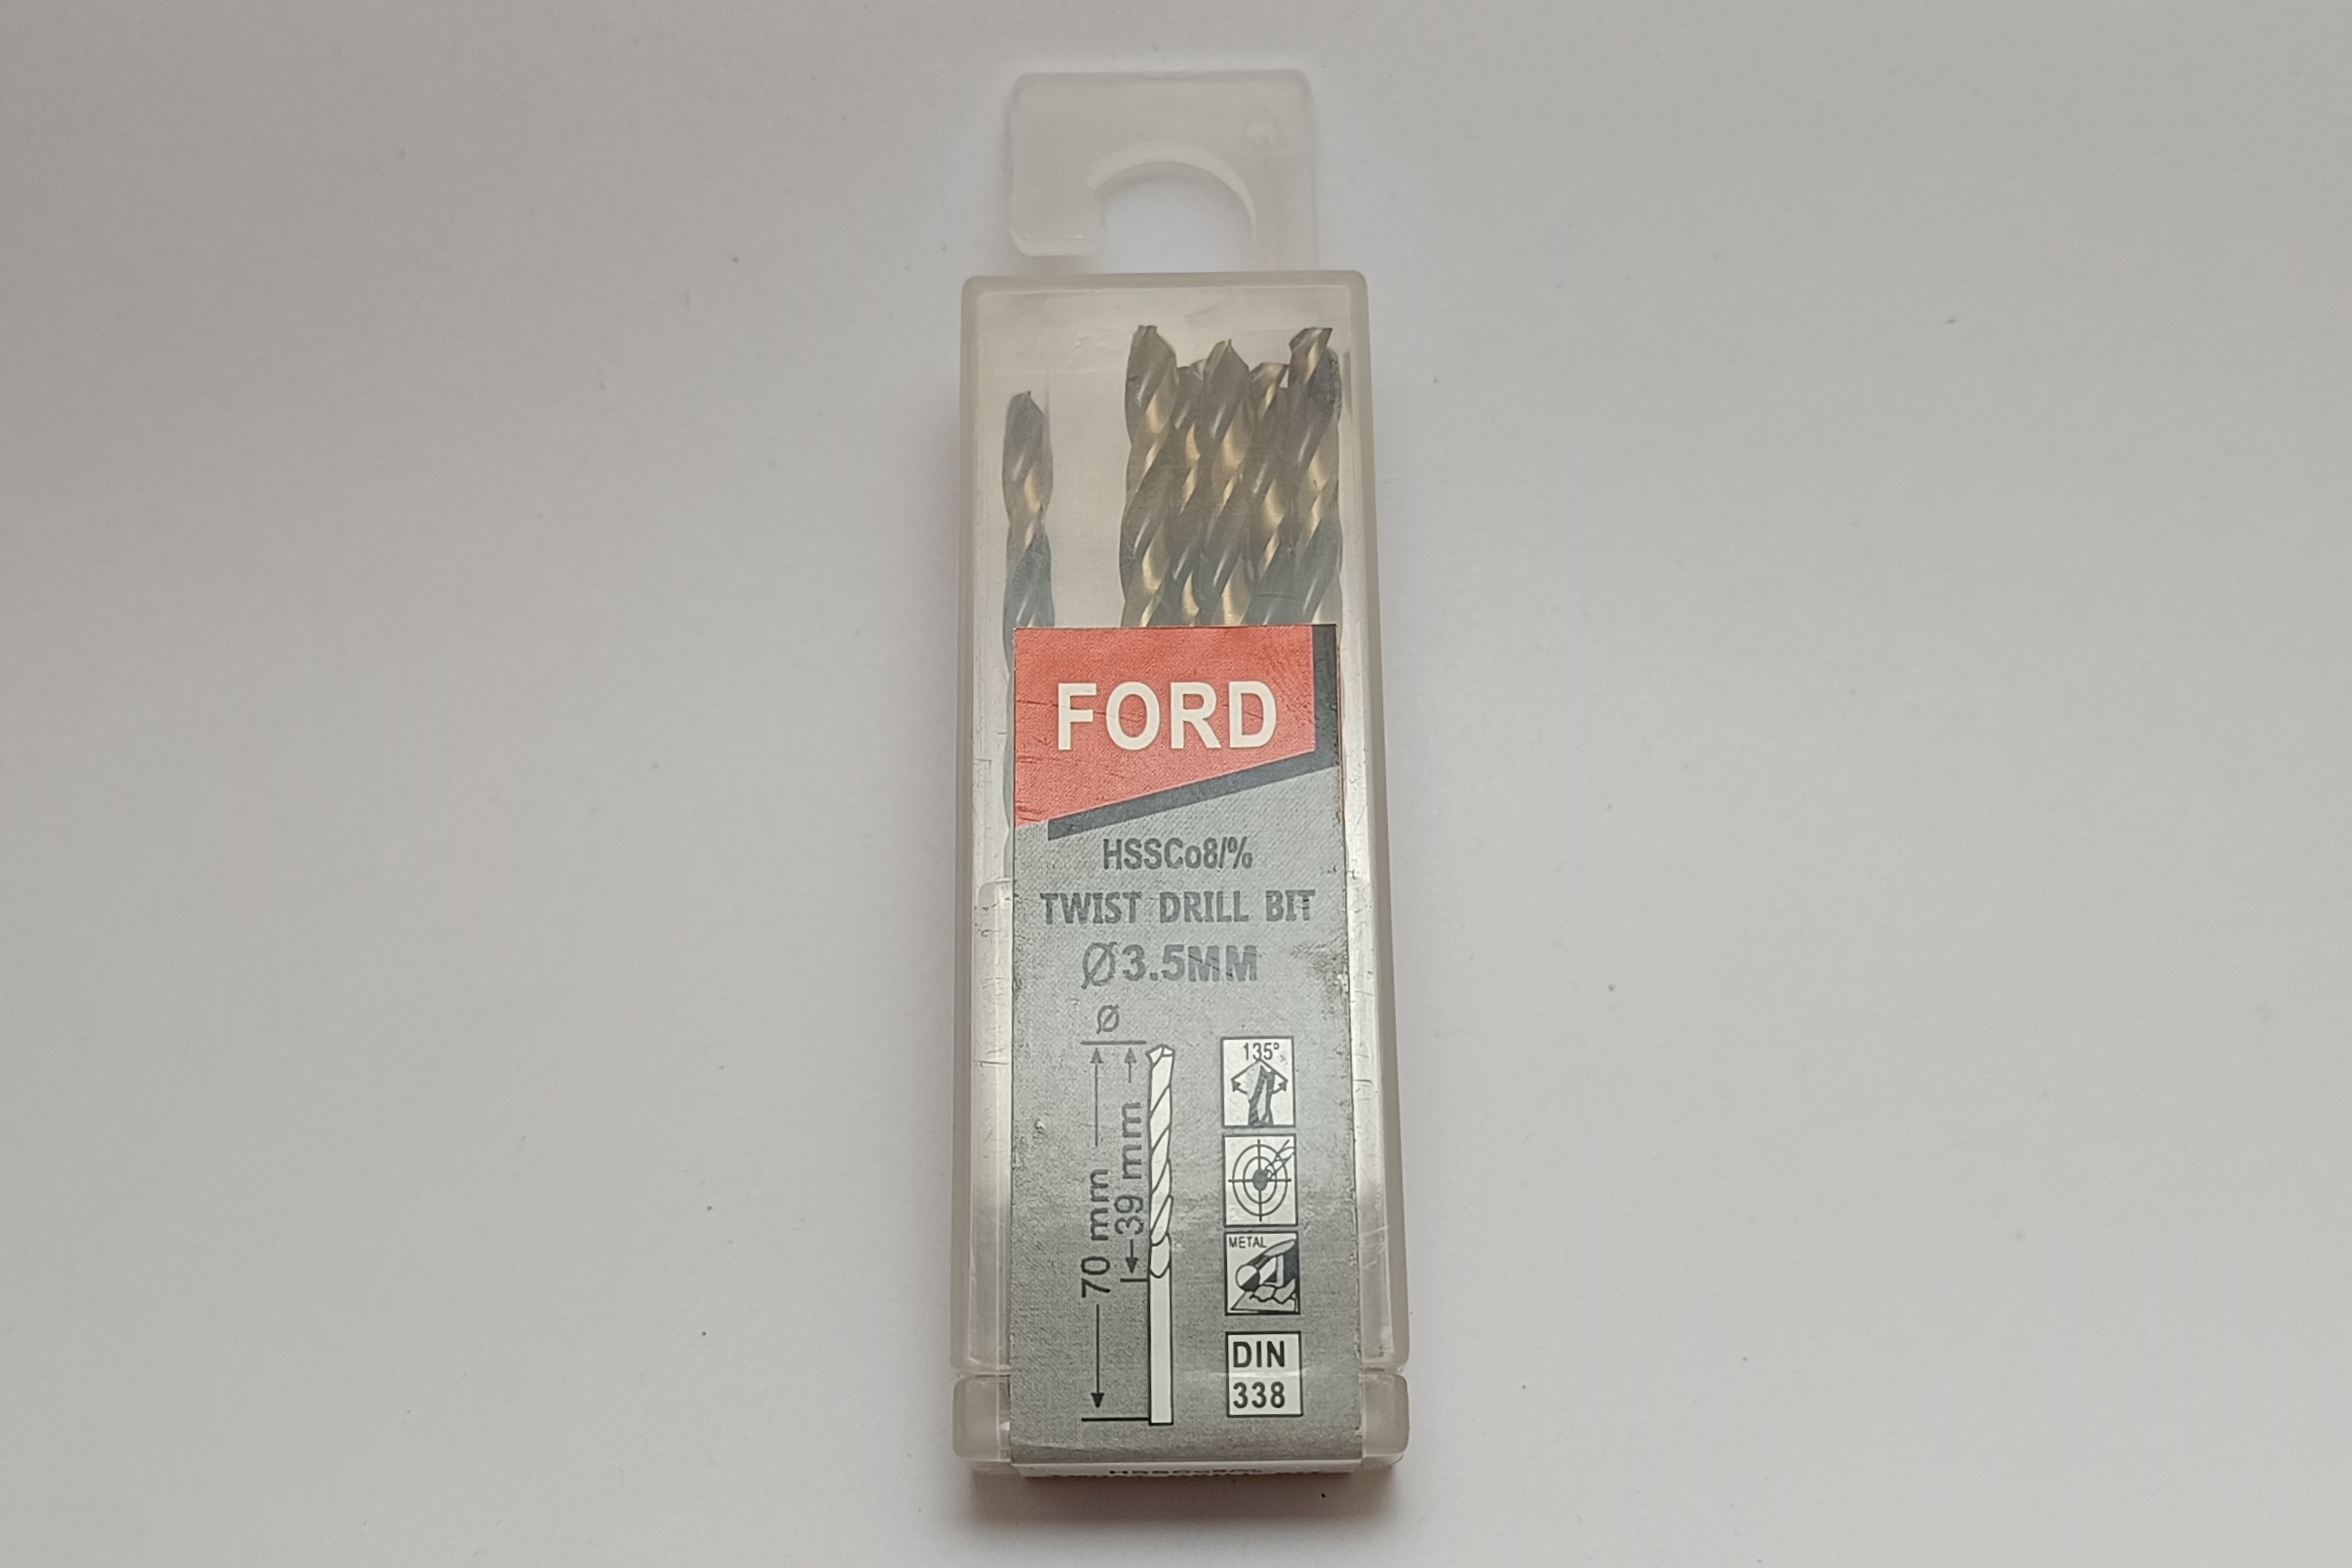 FORD
HSSCo8/%
TWIST DRILL BIT
Ø3.5MM
Ø
135°
70 mm
39 mm
METAL
DIN
338